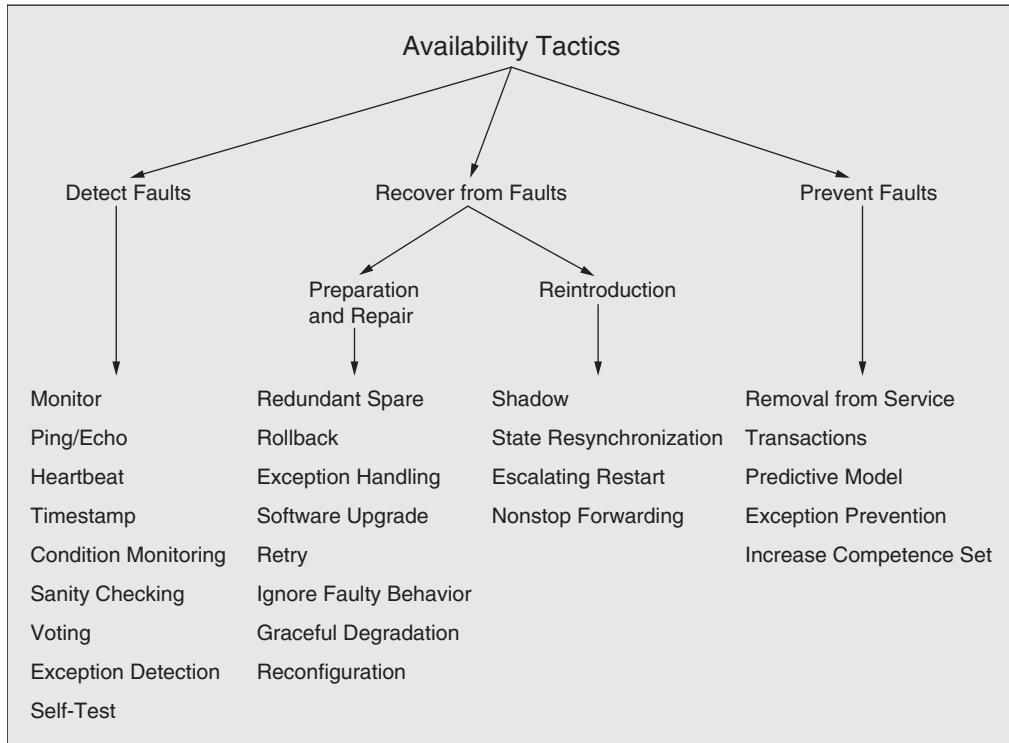 Availability Tactics
Detect Faults
Recover from Faults
Prevent Faults
Preparation
and Repair
Reintroduction
Monitor
Ping/Echo
Heartbeat
Timestamp
Condition Monitoring
Sanity Checking
Voting
Exception Detection
Self-Test
Redundant Spare
Rollback
Exception Handling
Software Upgrade
Retry
Ignore Faulty Behavior
Graceful Degradation
Reconfiguration
Shadow
State Resynchronization
Escalating Restart
Nonstop Forwarding
Removal from Service
Transactions
Predictive Model
Exception Prevention
Increase Competence Set